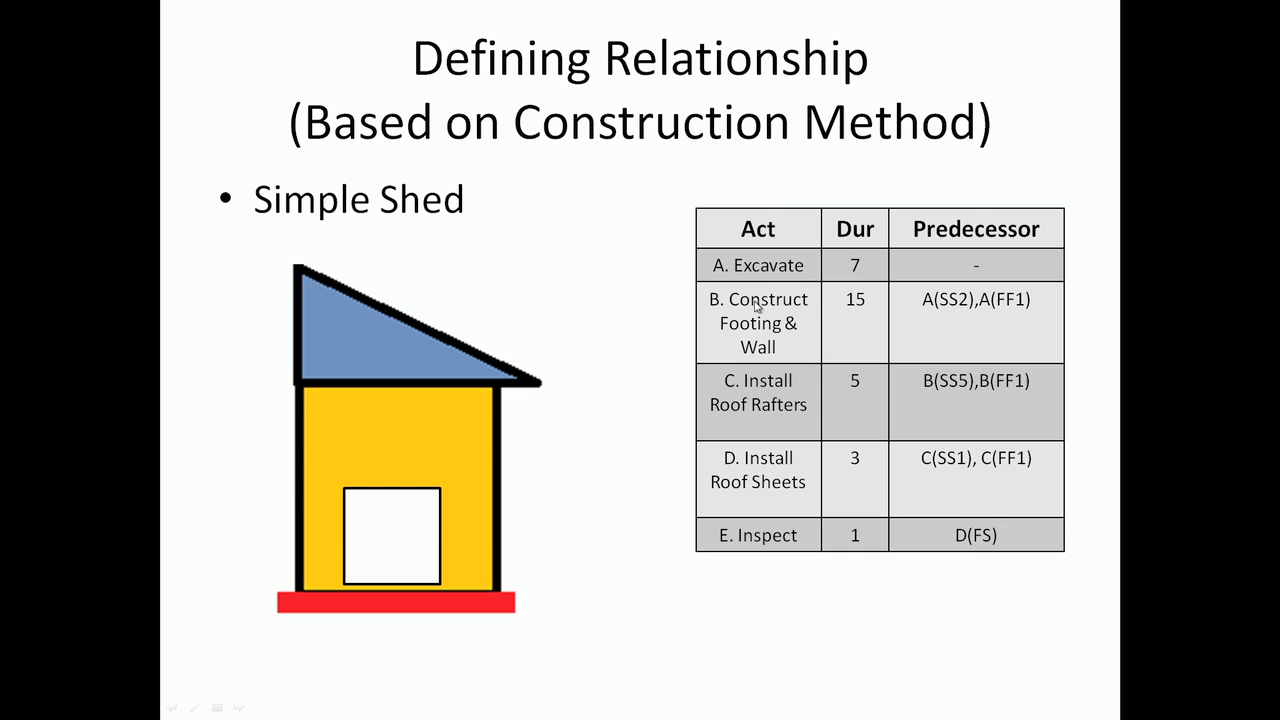 Defining Relationship
(Based on Construction Method)
• Simple Shed
Act Dur Predecessor
A. Excavate 7 -
B. Construct 15 A(SS2),A(FF1)
Footing &
Wall
C. Install 5 B(SS5),B(FF1)
Roof Rafters
D. Install 3 C(SS1), C(FF1)
Roof Sheets
E. Inspect 1 D(FS)